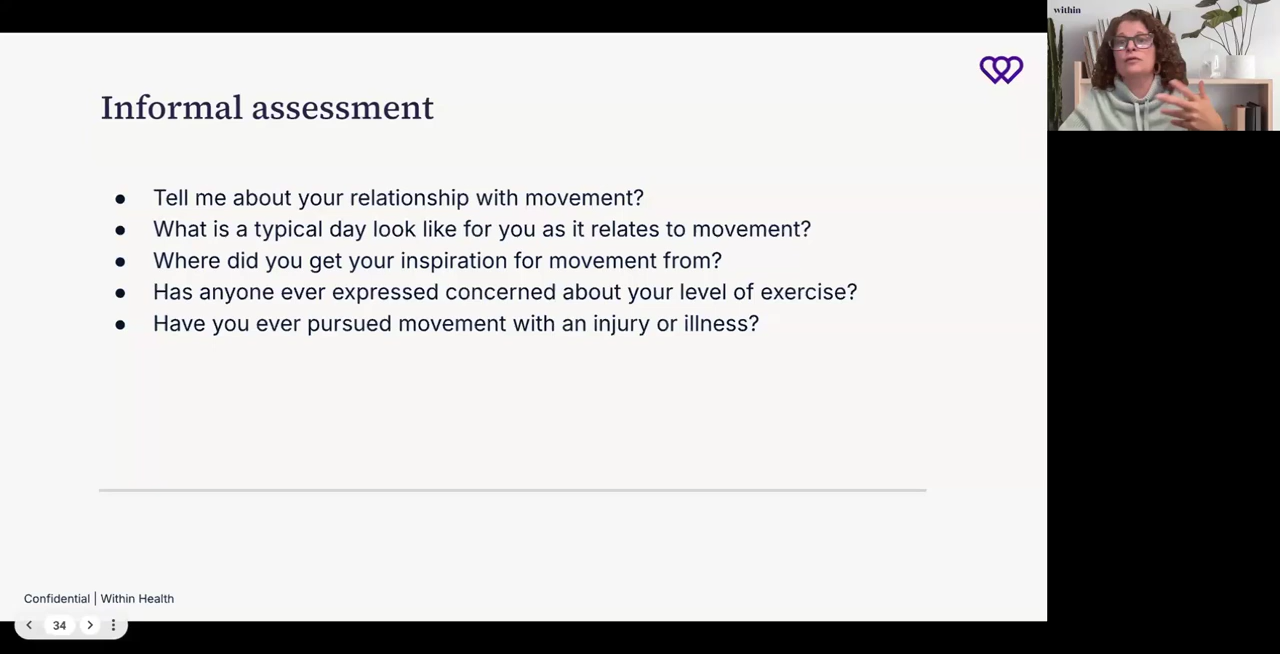 within
Informal assessment
● Tell me about your relationship with movement?
● What is a typical day look like for you as it relates to movement?
● Where did you get your inspiration for movement from?
● Has anyone ever expressed concerned about your level of exercise?
● Have you ever pursued movement with an injury or illness?
Confidential | Within Health
34